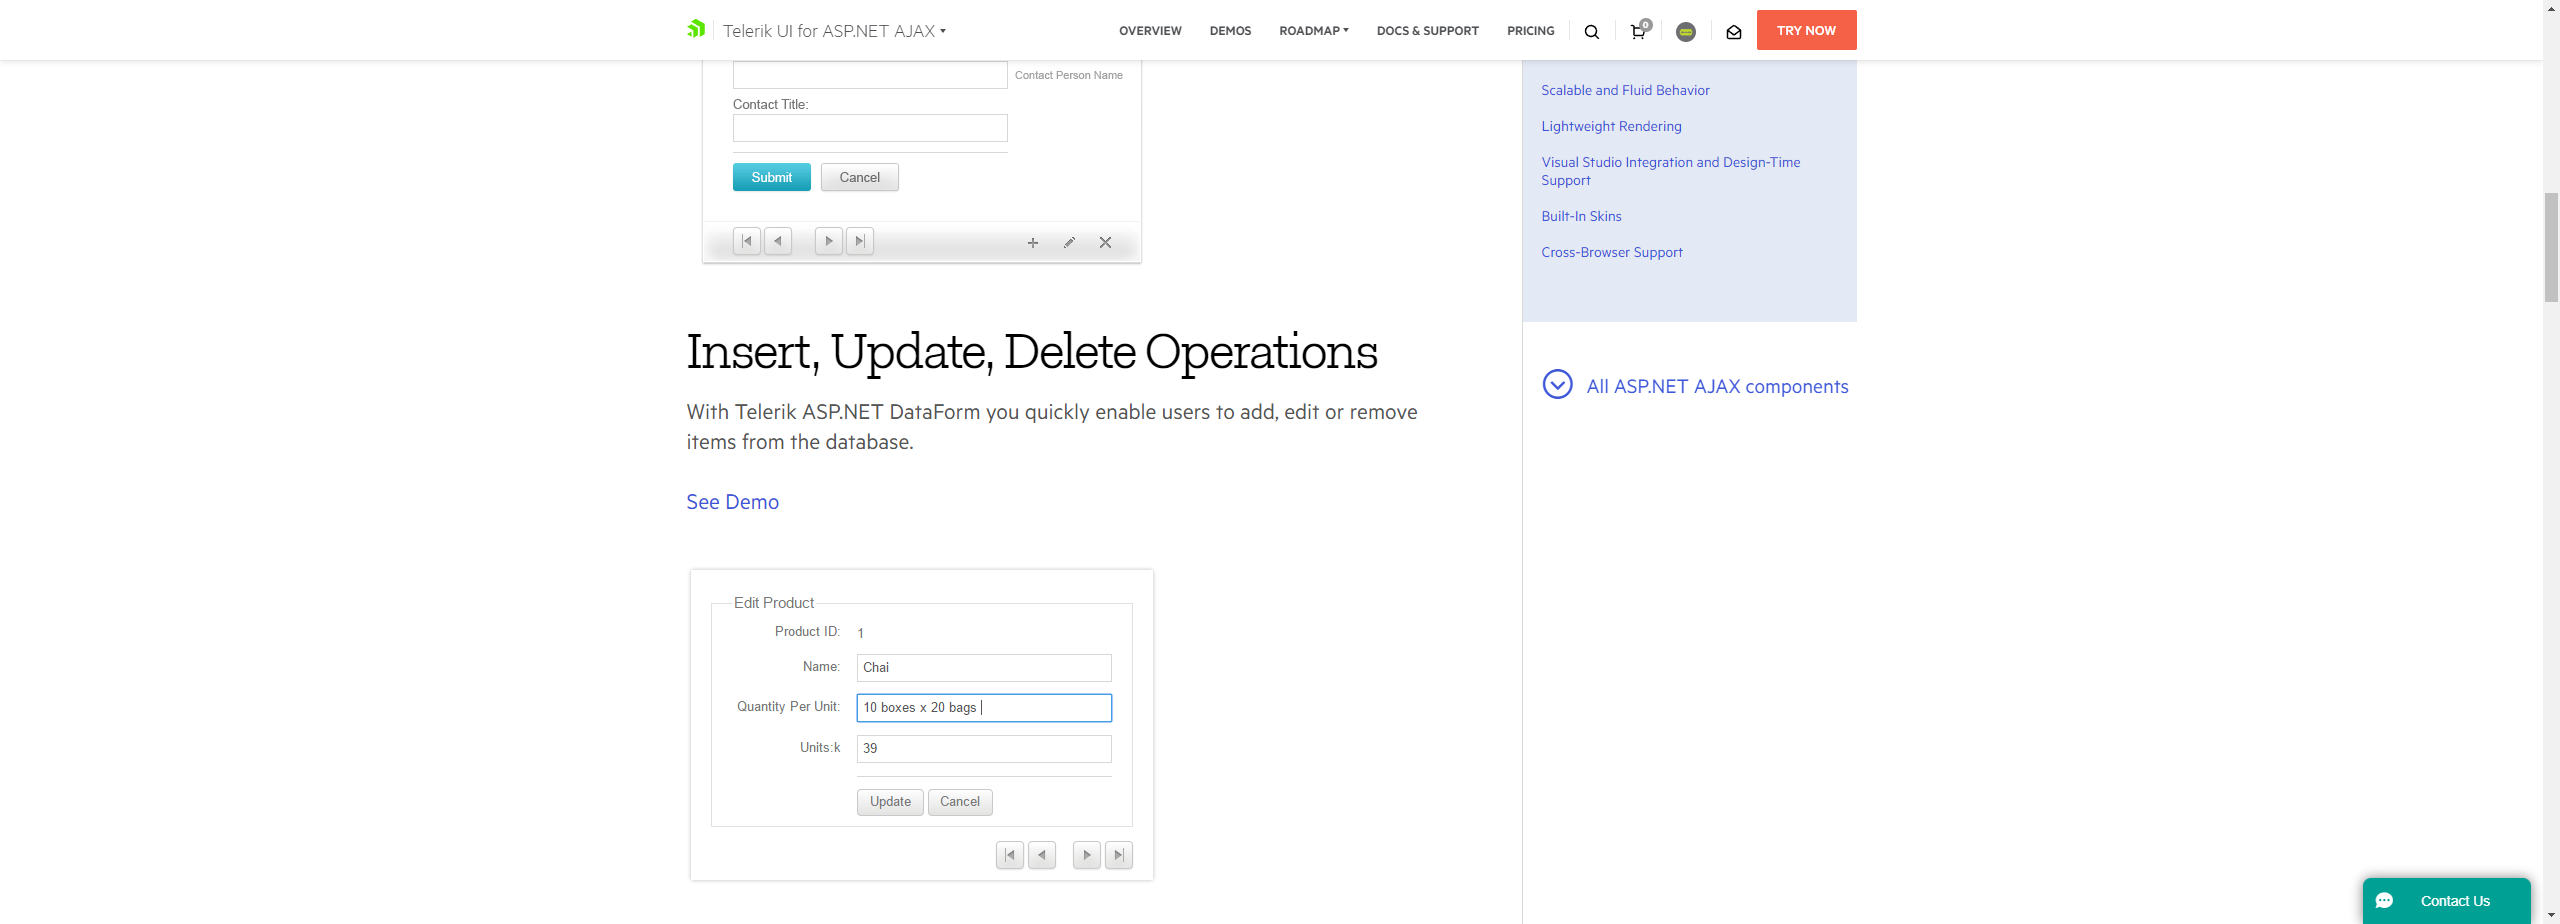 Telerik UI for ASP.NET AJAX
OVERVIEW
DEMOS
ROADMAP
DOCS & SUPPORT
PRICING
0
TRY NOW
Contact Person Name
Contact Title:
Submit
Cancel
Scalable and Fluid Behavior
Lightweight Rendering
Visual Studio Integration and Design-Time
Support
Built-In Skins
Cross-Browser Support
All ASP.NET AJAX components
Insert, Update, Delete Operations
With Telerik ASP.NET DataForm you quickly enable users to add, edit or remove
items from the database.
See Demo
Edit Product
Product ID: 1
Name: Chai
Quantity Per Unit: 10 boxes x 20 bags
Units:k 39
Update
Cancel
Contact Us